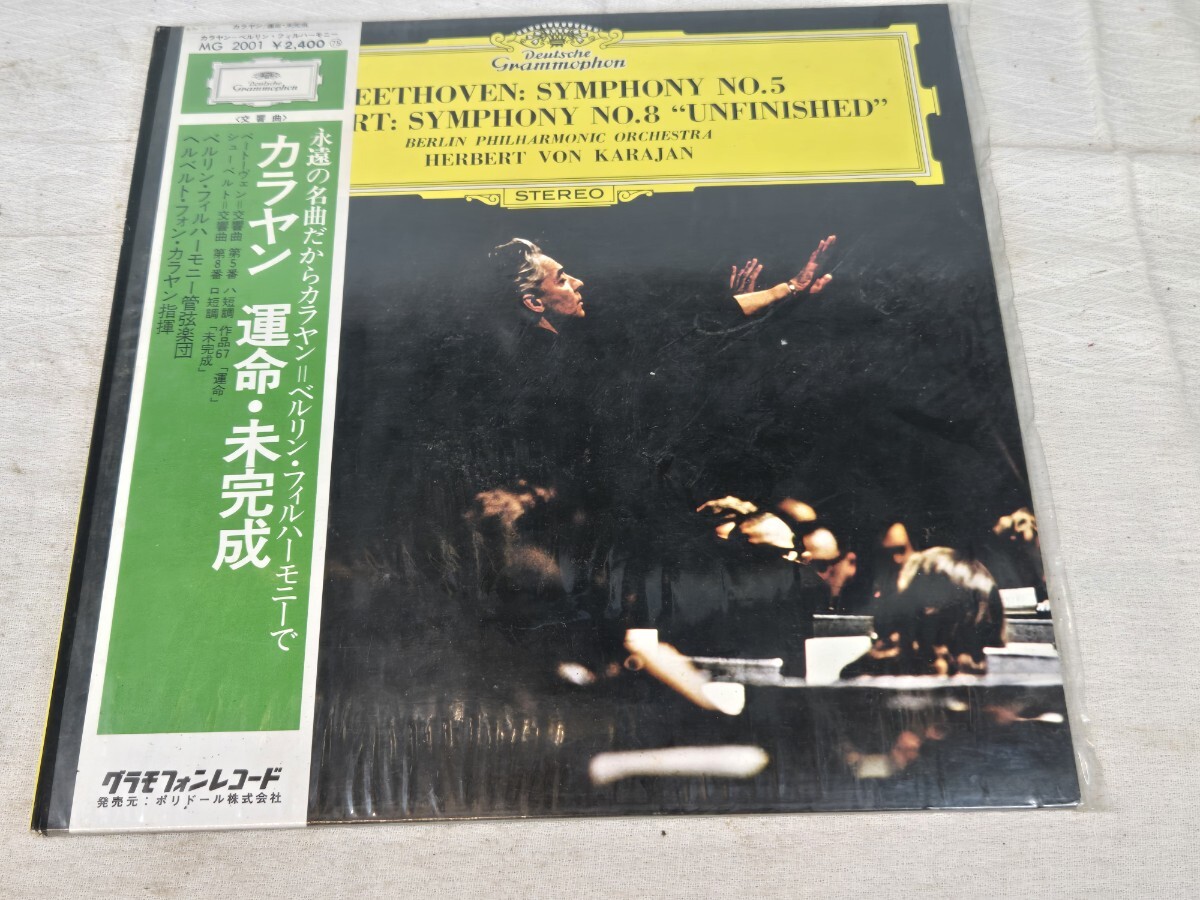 カラヤン-ベルリン・フィルハーモニー
MG 2001 ¥2,400 ⑮
Deutsche
Grammophon
〈交響曲〉
永遠の名曲だからカラヤン=ベルリン・フィルハーモニーで
カラヤン 運命・未完成
ベートーヴェン=交響曲 第5番 ハ短調 作品67「運命」
シューベルト=交響曲 第8番 ロ短調「未完成」
ベルリン・フィルハーモニー管弦楽団
ヘルベルト・フォン・カラヤン指揮
グラモフォンレコード
発売元:ポリドール株式会社
Deutsche
Grammophon
EETHOVEN: SYMPHONY NO.5
RT: SYMPHONY NO.8 “UNFINISHED”
BERLIN PHILHARMONIC ORCHESTRA
HERBERT VON KARAJAN
STEREO